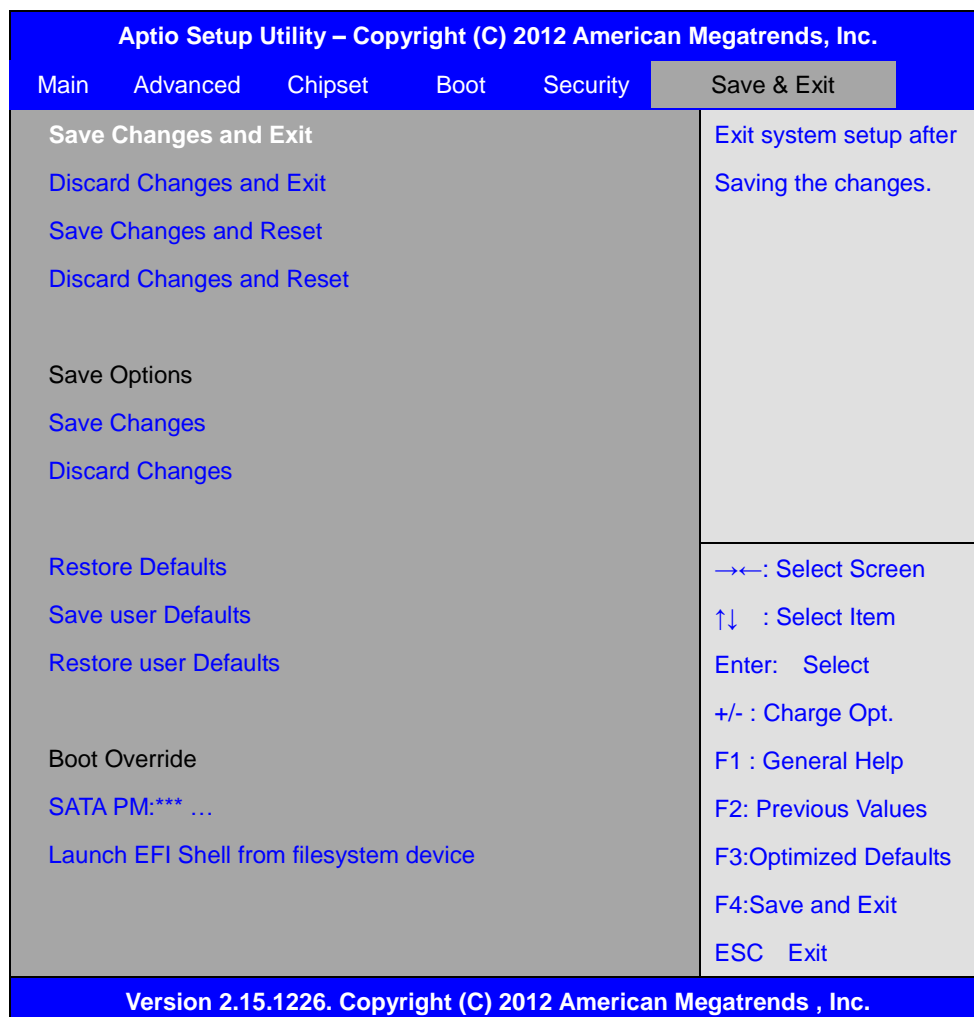 Aptio Setup Utility – Copyright (C) 2012 American Megatrends, Inc.
Main Advanced Chipset Boot Security Save & Exit
Save Changes and Exit
Discard Changes and Exit
Save Changes and Reset
Discard Changes and Reset
Save Options
Save Changes
Discard Changes
Restore Defaults
Save user Defaults
Restore user Defaults
Boot Override
SATA PM:*** …
Launch EFI Shell from filesystem device
Exit system setup after
Saving the changes.
→←: Select Screen
↑↓ : Select Item
Enter: Select
+/- : Charge Opt.
F1 : General Help
F2: Previous Values
F3:Optimized Defaults
F4:Save and Exit
ESC Exit
Version 2.15.1226. Copyright (C) 2012 American Megatrends , Inc.